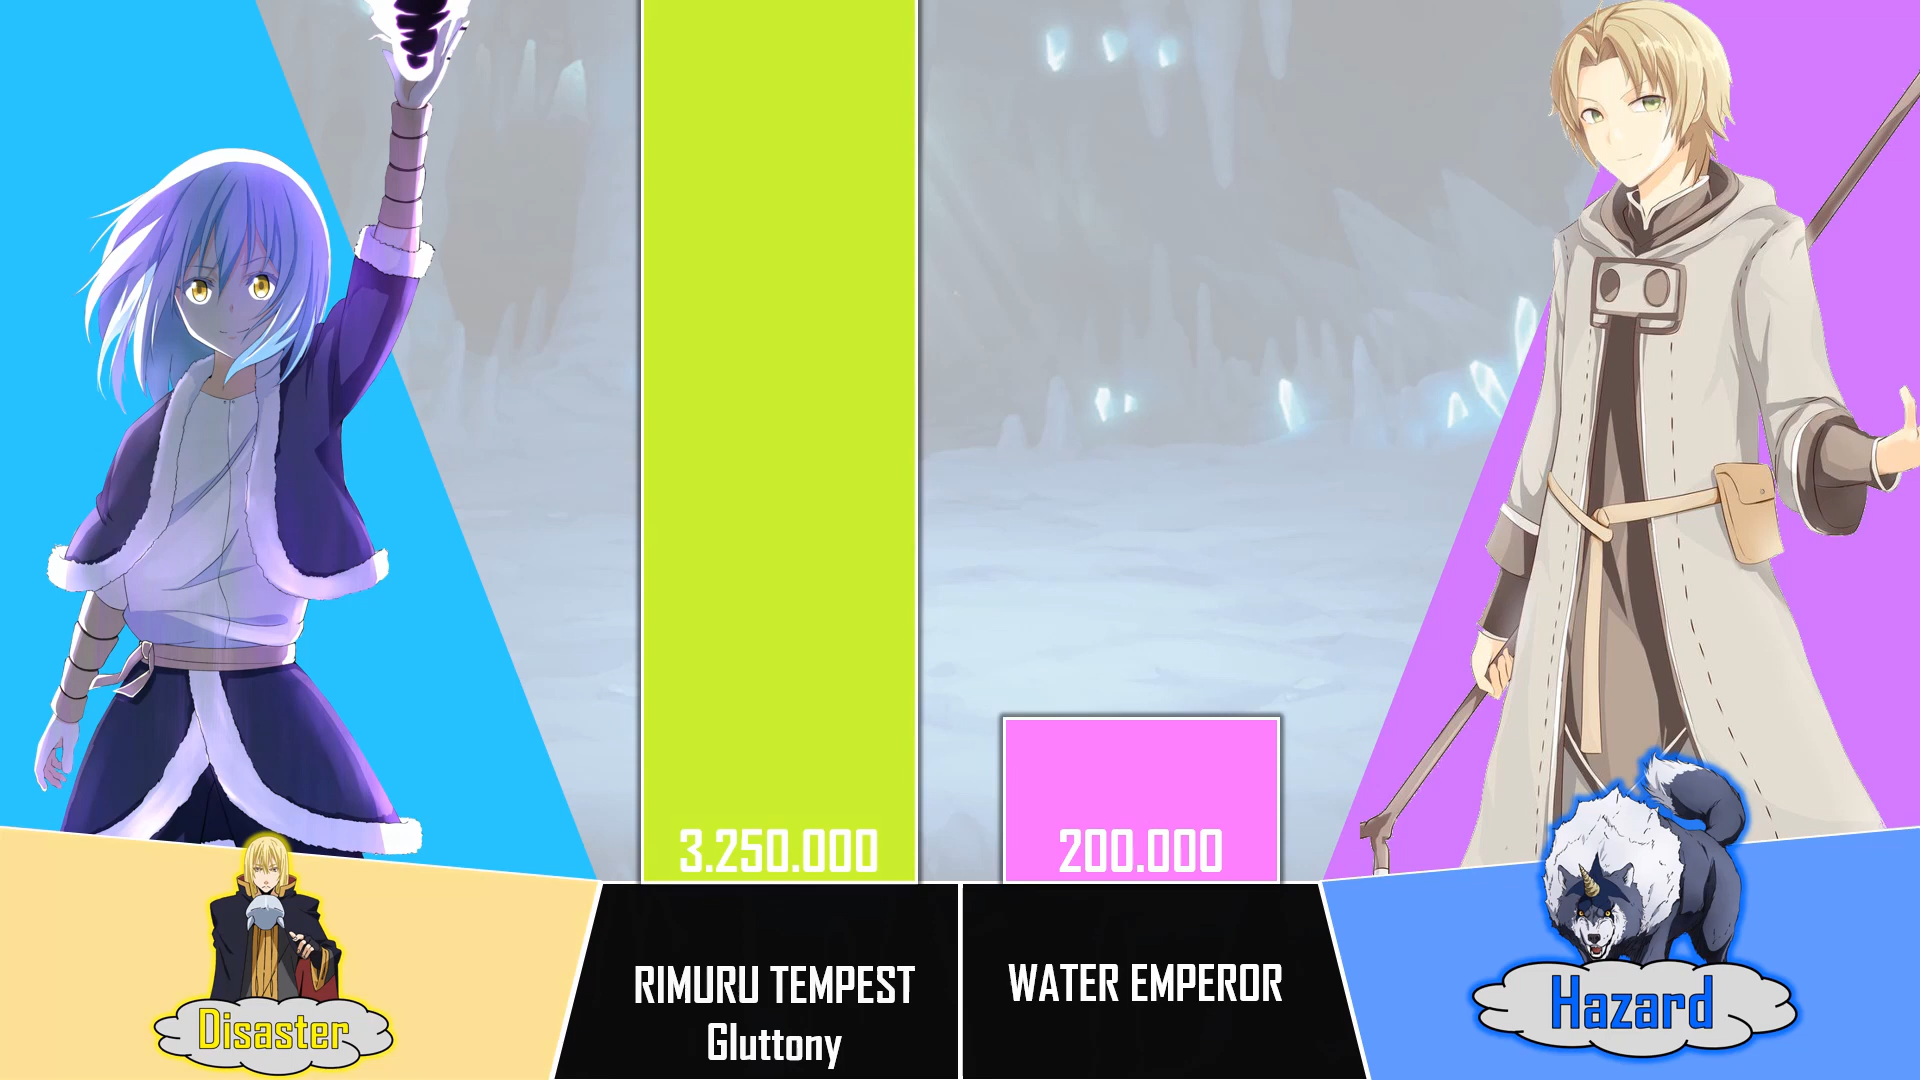 3.250.000
200.000
RIMURU TEMPEST
Gluttony
WATER EMPEROR
Disaster
Hazard